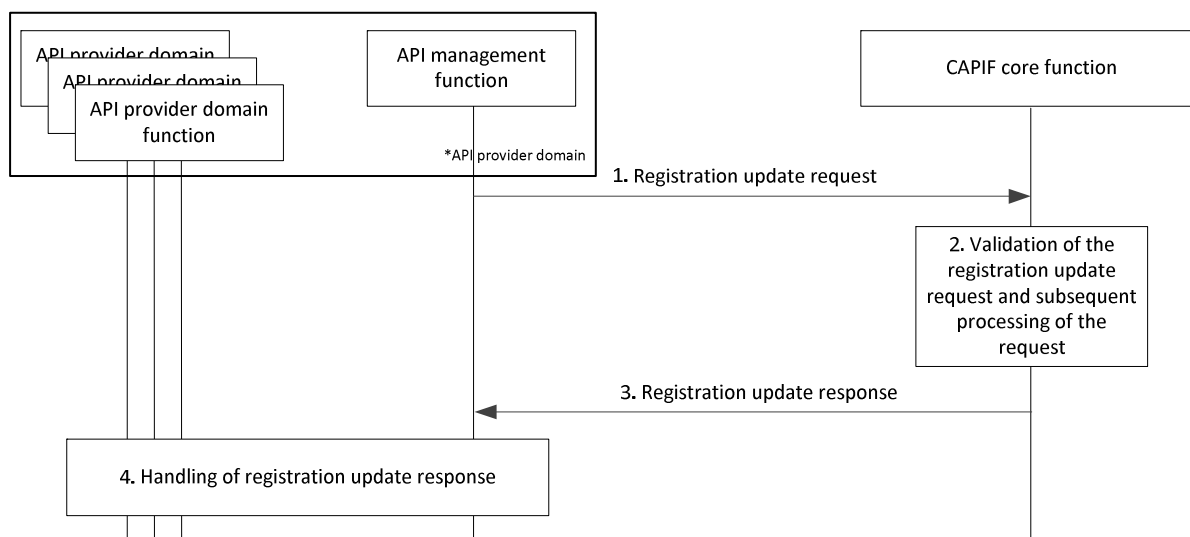 API provider domain
API provider domain
API provider domain
function
API management
function
CAPIF core function
*API provider domain
1. Registration update request
2. Validation of the
registration update
request and subsequent
processing of the
request
3. Registration update response
4. Handling of registration update response